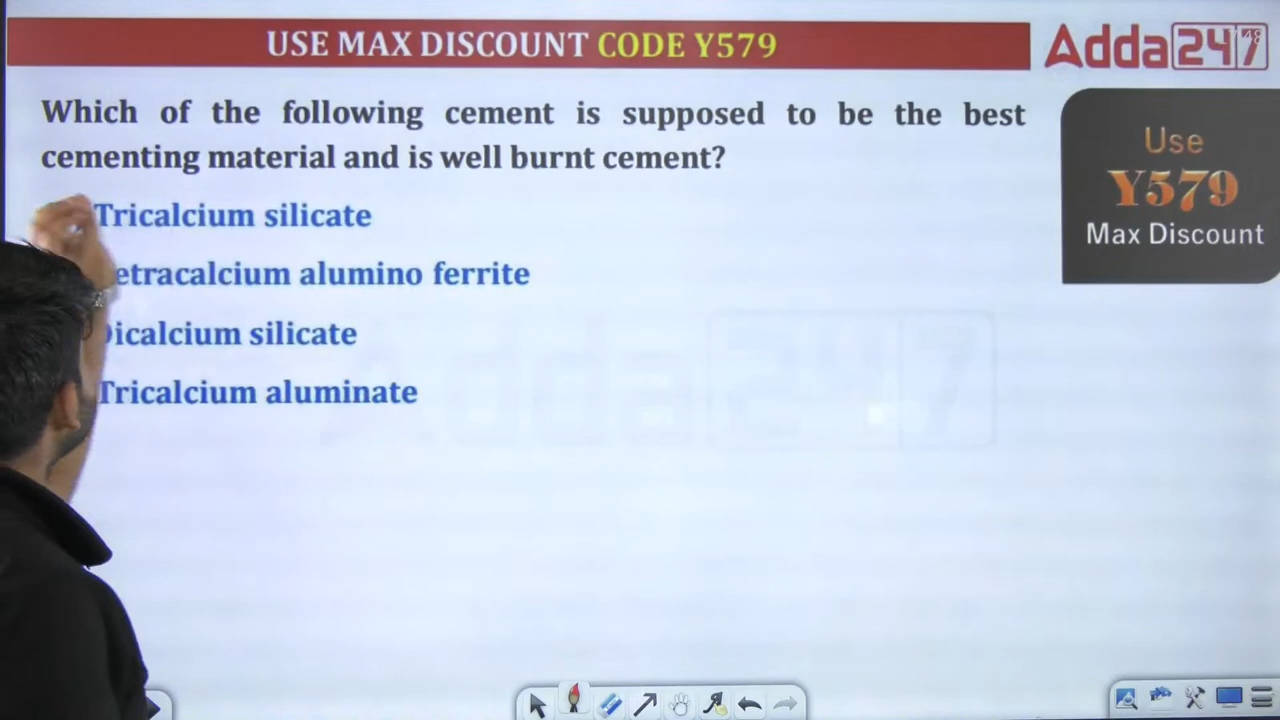 USE MAX DISCOUNT CODE Y579
Adda247
Which of the following cement is supposed to be the best
cementing material and is well burnt cement?
Use
Y579
Max Discount
Tricalcium silicate
etracalcium alumino ferrite
icalcium silicate
Tricalcium aluminate
Adda247